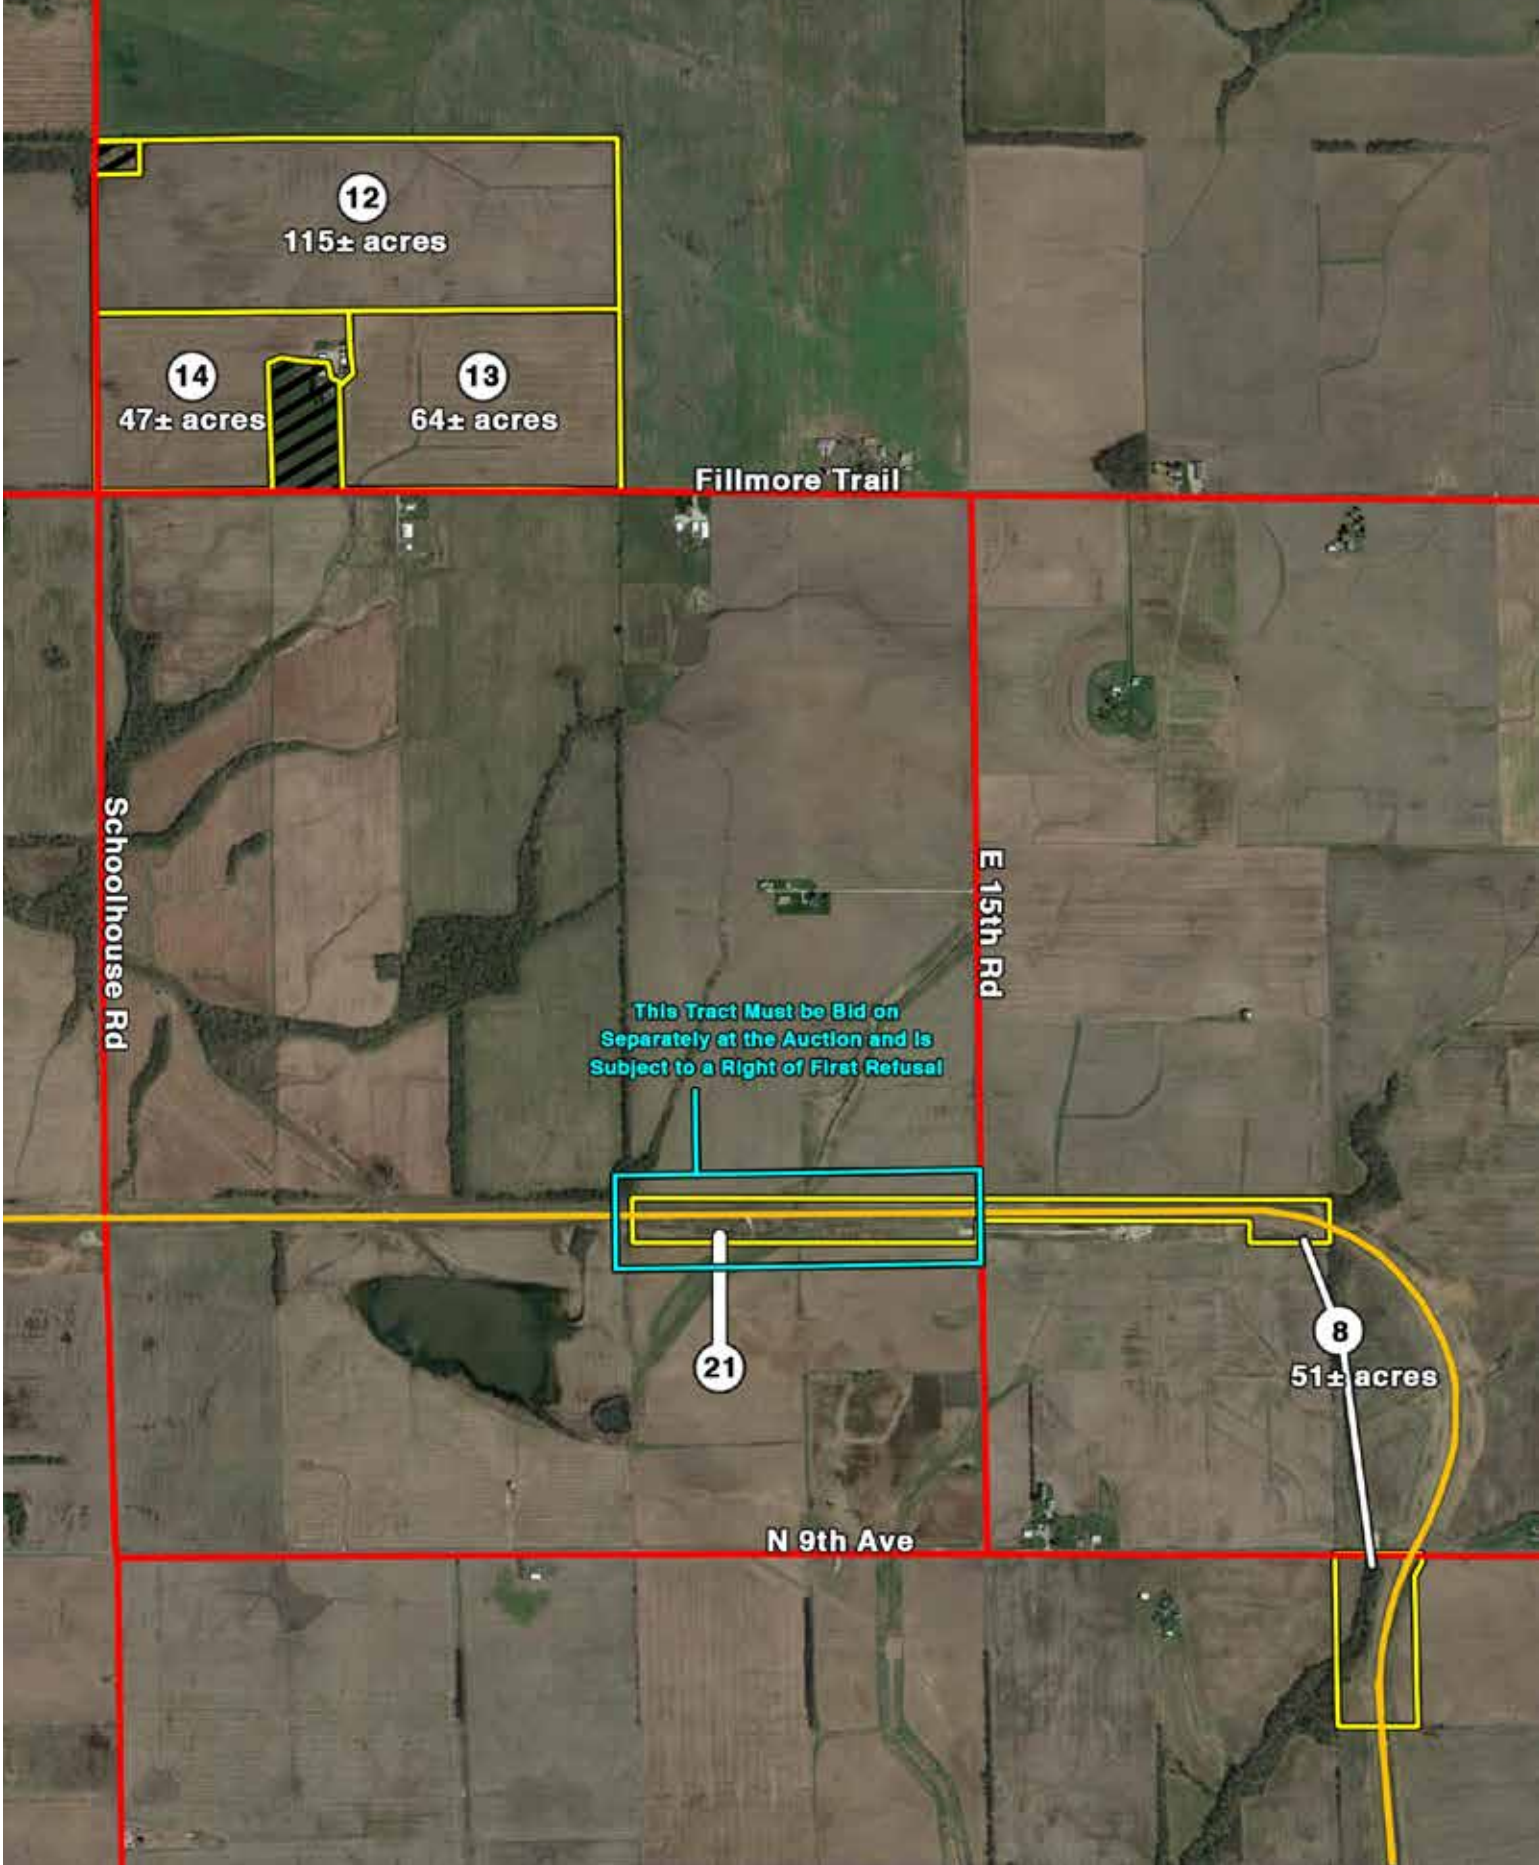 12
115± acres
14
47± acres
13
64± acres
Fillmore Trail
Schoolhouse Rd
E 15th Rd
This Tract Must be Bid on
Separately at the Auction and is
Subject to a Right of First Refusal
21
8
51± acres
N 9th Ave